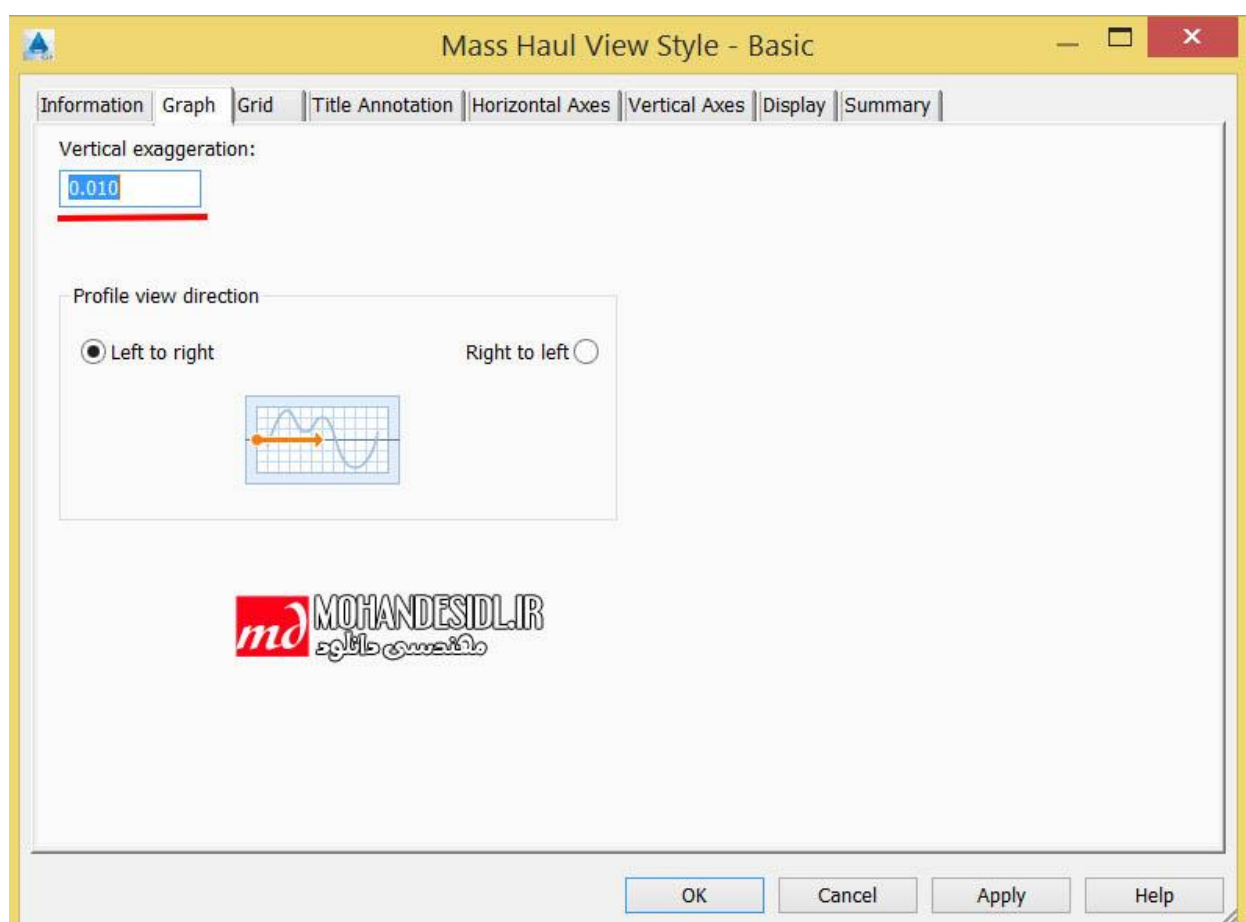 Mass Haul View Style - Basic
Information Graph Grid Title Annotation Horizontal Axes Vertical Axes Display Summary
Vertical exaggeration:
0.010
Profile view direction
Left to right Right to left
md MOHANDESIDL.IR
مهندسی دانلود
OK Cancel Apply Help